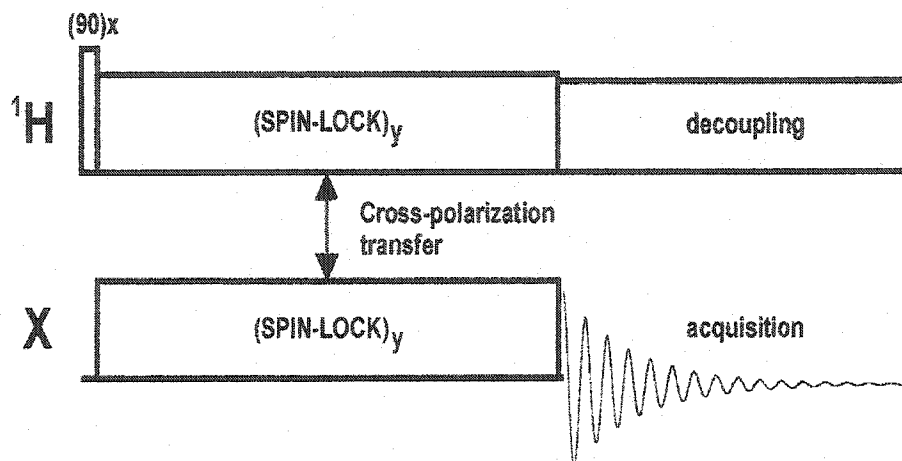 (90)x
¹H
(SPIN-LOCK)y
decoupling
Cross-polarization
transfer
X
(SPIN-LOCK)y
acquisition